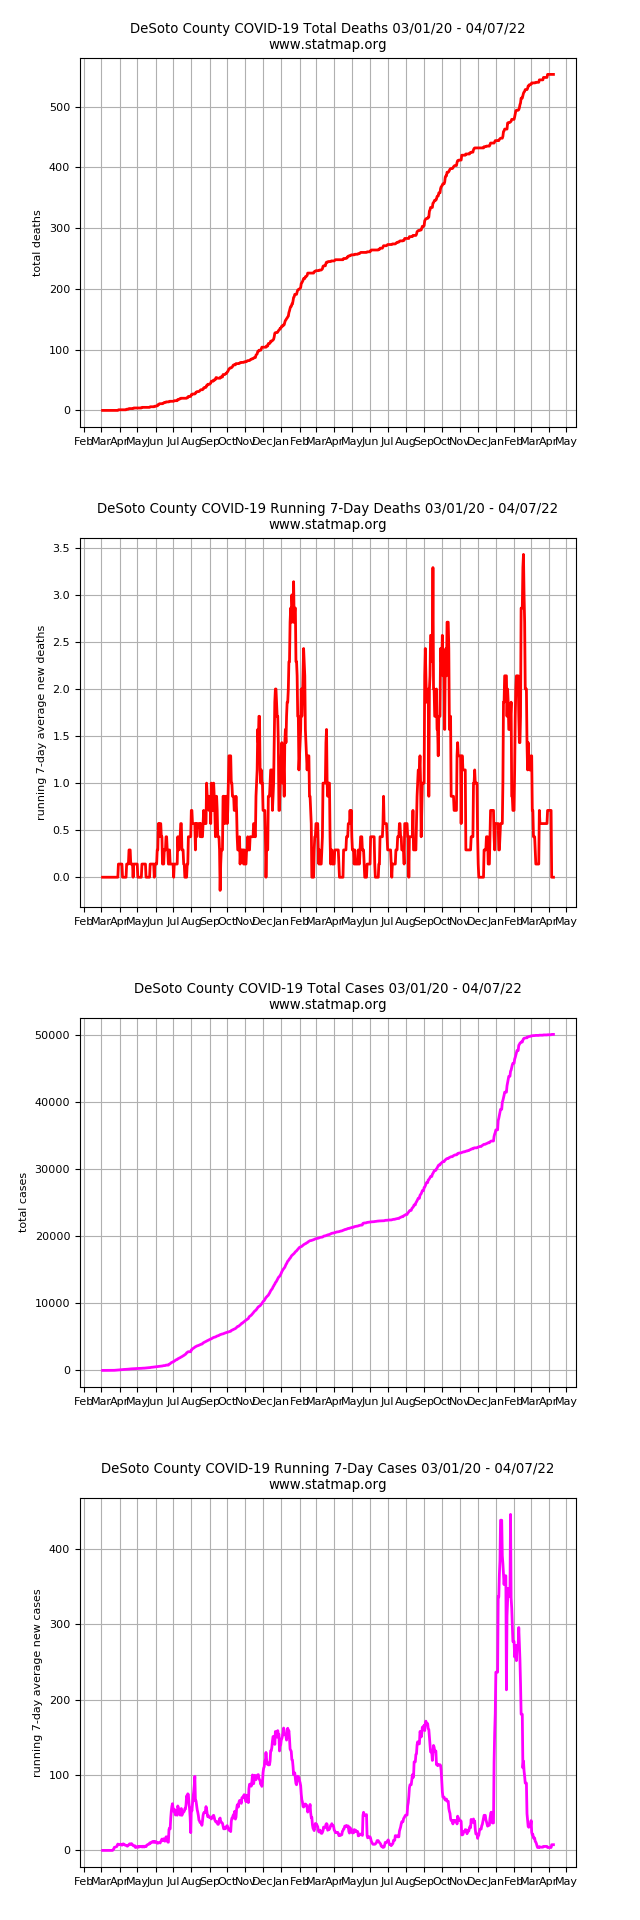 DeSoto County COVID-19 Total Deaths 03/01/20 - 04/07/22
www.statmap.org
500
400
300
200
100
0
total deaths
Feb Mar Apr May Jun Jul Aug Sep Oct Nov Dec Jan Feb Mar Apr May Jun Jul Aug Sep Oct Nov Dec Jan Feb Mar Apr May
DeSoto County COVID-19 Running 7-Day Deaths 03/01/20 - 04/07/22
www.statmap.org
3.5
3.0
2.5
2.0
1.5
1.0
0.5
0.0
running 7-day average new deaths
Feb Mar Apr May Jun Jul Aug Sep Oct Nov Dec Jan Feb Mar Apr May Jun Jul Aug Sep Oct Nov Dec Jan Feb Mar Apr May
DeSoto County COVID-19 Total Cases 03/01/20 - 04/07/22
www.statmap.org
50000
40000
30000
20000
10000
0
total cases
Feb Mar Apr May Jun Jul Aug Sep Oct Nov Dec Jan Feb Mar Apr May Jun Jul Aug Sep Oct Nov Dec Jan Feb Mar Apr May
DeSoto County COVID-19 Running 7-Day Cases 03/01/20 - 04/07/22
www.statmap.org
400
300
200
100
0
running 7-day average new cases
Feb Mar Apr May Jun Jul Aug Sep Oct Nov Dec Jan Feb Mar Apr May Jun Jul Aug Sep Oct Nov Dec Jan Feb Mar Apr May